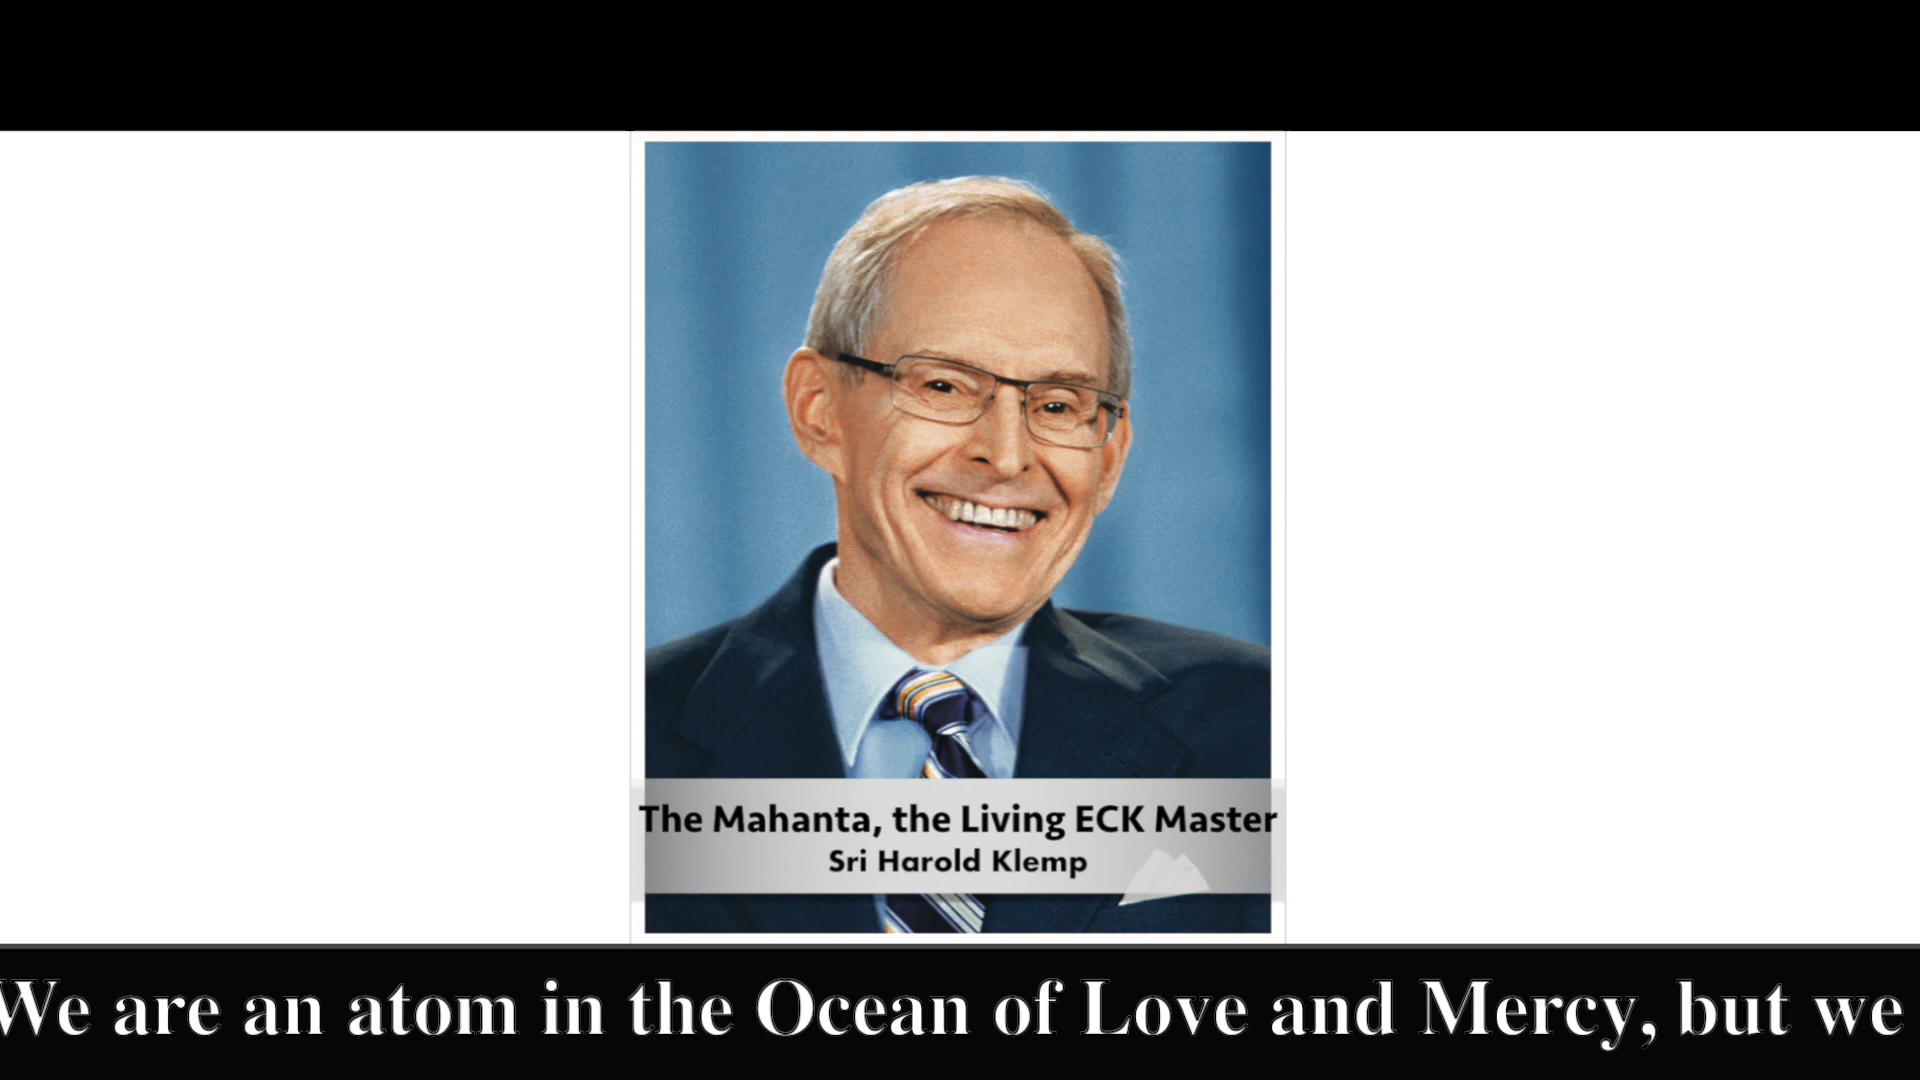 The Mahanta, the Living ECK Master
Sri Harold Klemp
We are an atom in the Ocean of Love and Mercy, but we